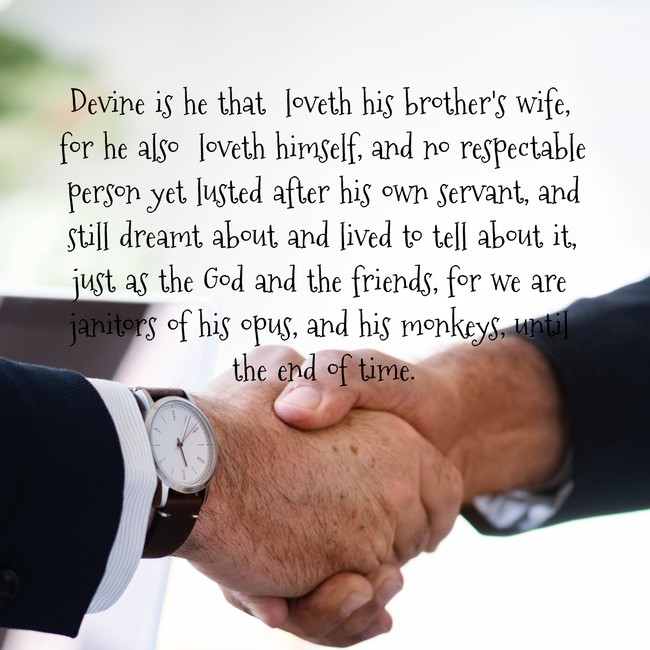 Devine is he that loveth his brother's wife,
for he also loveth himself, and no respectable
person yet lusted after his own servant, and
still dreamt about and lived to tell about it,
just as the God and the friends, for we are
janitors of his opus, and his monkeys, until
the end of time.